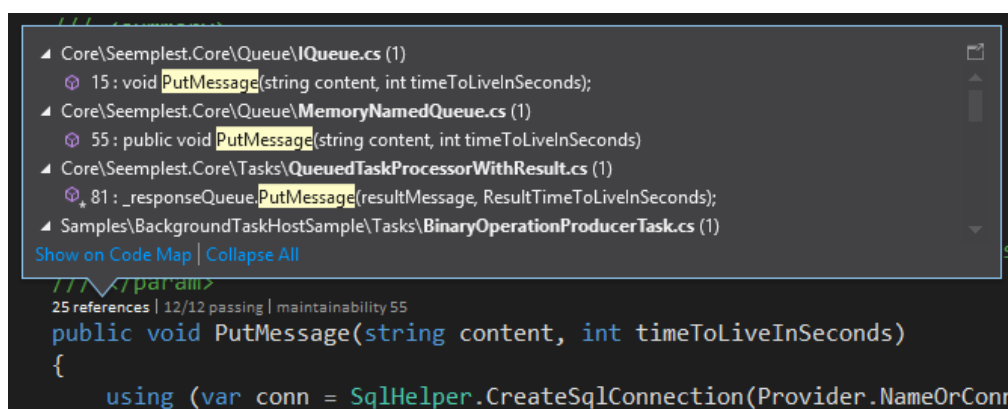 /// <summary>
Core\Seemplest.Core\Queue\IQueue.cs (1)
15 : void PutMessage(string content, int timeToLiveInSeconds);
Core\Seemplest.Core\Queue\MemoryNamedQueue.cs (1)
55 : public void PutMessage(string content, int timeToLiveInSeconds)
Core\Seemplest.Core\Tasks\QueuedTaskProcessorWithResult.cs (1)
81 : _responseQueue.PutMessage(resultMessage, ResultTimeToLiveInSeconds);
Samples\BackgroundTaskHostSample\Tasks\BinaryOperationProducerTask.cs (1)
Show on Code Map | Collapse All
/// </param>
25 references | 12/12 passing | maintainability 55
public void PutMessage(string content, int timeToLiveInSeconds)
{
using (var conn = SqlHelper.CreateSqlConnection(Provider.NameOrConn